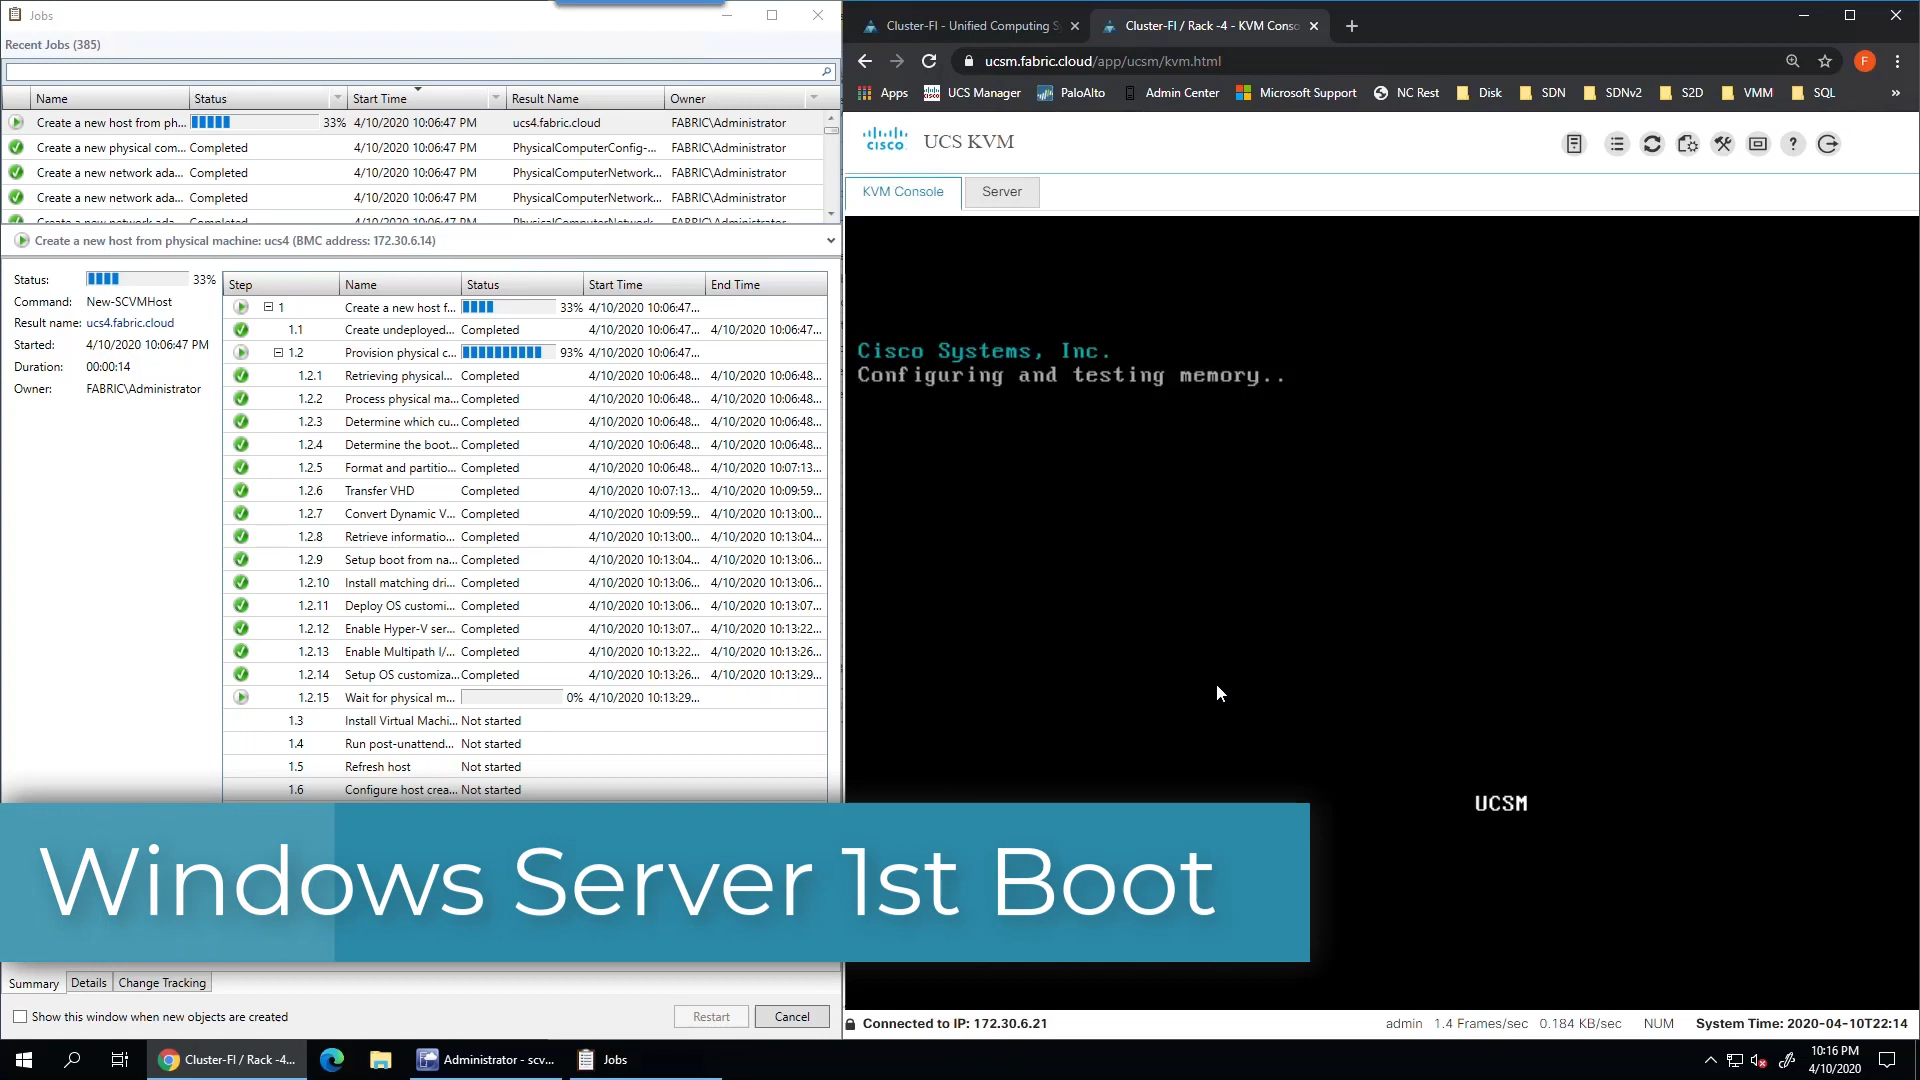 Jobs
Recent Jobs (385)
Name Status Start Time Result Name Owner
Create a new host from ph... 33% 4/10/2020 10:06:47 PM ucs4.fabric.cloud FABRIC\Administrator
Create a new physical com... Completed 4/10/2020 10:06:47 PM PhysicalComputerConfig-... FABRIC\Administrator
Create a new network ada... Completed 4/10/2020 10:06:47 PM PhysicalComputerNetwork... FABRIC\Administrator
Create a new network ada... Completed 4/10/2020 10:06:47 PM PhysicalComputerNetwork... FABRIC\Administrator
Create a new network ada... Completed 4/10/2020 10:06:47 PM PhysicalComputerNetwork... FABRIC\Administrator
Create a new host from physical machine: ucs4 (BMC address: 172.30.6.14)
Status: 33%
Command: New-SCVMHost
Result name: ucs4.fabric.cloud
Started: 4/10/2020 10:06:47 PM
Duration: 00:00:14
Owner: FABRIC\Administrator
Step Name Status Start Time End Time
1 Create a new host f... 33% 4/10/2020 10:06:47...
1.1 Create undeployed... Completed 4/10/2020 10:06:47... 4/10/2020 10:06:47...
1.2 Provision physical c... 93% 4/10/2020 10:06:47...
1.2.1 Retrieving physical... Completed 4/10/2020 10:06:48... 4/10/2020 10:06:48...
1.2.2 Process physical ma... Completed 4/10/2020 10:06:48... 4/10/2020 10:06:48...
1.2.3 Determine which cu... Completed 4/10/2020 10:06:48... 4/10/2020 10:06:48...
1.2.4 Determine the boot... Completed 4/10/2020 10:06:48... 4/10/2020 10:06:48...
1.2.5 Format and partitio... Completed 4/10/2020 10:06:48... 4/10/2020 10:07:13...
1.2.6 Transfer VHD Completed 4/10/2020 10:07:13... 4/10/2020 10:09:59...
1.2.7 Convert Dynamic V... Completed 4/10/2020 10:09:59... 4/10/2020 10:13:00...
1.2.8 Retrieve informatio... Completed 4/10/2020 10:13:00... 4/10/2020 10:13:04...
1.2.9 Setup boot from na... Completed 4/10/2020 10:13:04... 4/10/2020 10:13:06...
1.2.10 Install matching dri... Completed 4/10/2020 10:13:06... 4/10/2020 10:13:06...
1.2.11 Deploy OS customi... Completed 4/10/2020 10:13:06... 4/10/2020 10:13:07...
1.2.12 Enable Hyper-V ser... Completed 4/10/2020 10:13:07... 4/10/2020 10:13:22...
1.2.13 Enable Multipath I/... Completed 4/10/2020 10:13:22... 4/10/2020 10:13:26...
1.2.14 Setup OS customiza... Completed 4/10/2020 10:13:26... 4/10/2020 10:13:29...
1.2.15 Wait for physical m... 0% 4/10/2020 10:13:29...
1.3 Install Virtual Machi... Not started
1.4 Run post-unattend... Not started
1.5 Refresh host Not started
1.6 Configure host crea... Not started
Summary Details Change Tracking
Show this window when new objects are created
Restart Cancel
Cluster-FI - Unified Computing S
Cluster-FI / Rack -4 - KVM Conso
ucsm.fabric.cloud/app/ucsm/kvm.html
F
Apps UCS Manager PaloAlto Admin Center Microsoft Support NC Rest Disk SDN SDNv2 S2D VMM SQL »
cisco UCS KVM
?
KVM Console Server
Cisco Systems, Inc.
Configuring and testing memory..
UCSM
Windows Server 1st Boot
Connected to IP: 172.30.6.21 admin 1.4 Frames/sec 0.184 KB/sec NUM System Time: 2020-04-10T22:14
Cluster-FI / Rack -4... Administrator - scv... Jobs
10:16 PM
4/10/2020